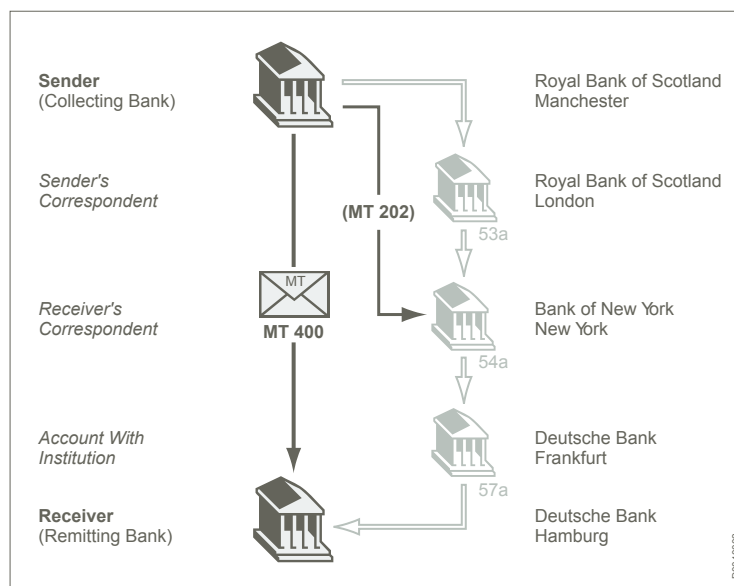 Sender
(Collecting Bank)
Royal Bank of Scotland
Manchester
Sender's
Correspondent
(MT 202)
Royal Bank of Scotland
London
53a
MT
MT 400
Receiver's
Correspondent
Bank of New York
New York
54a
Account With
Institution
Deutsche Bank
Frankfurt
57a
Receiver
(Remitting Bank)
Deutsche Bank
Hamburg